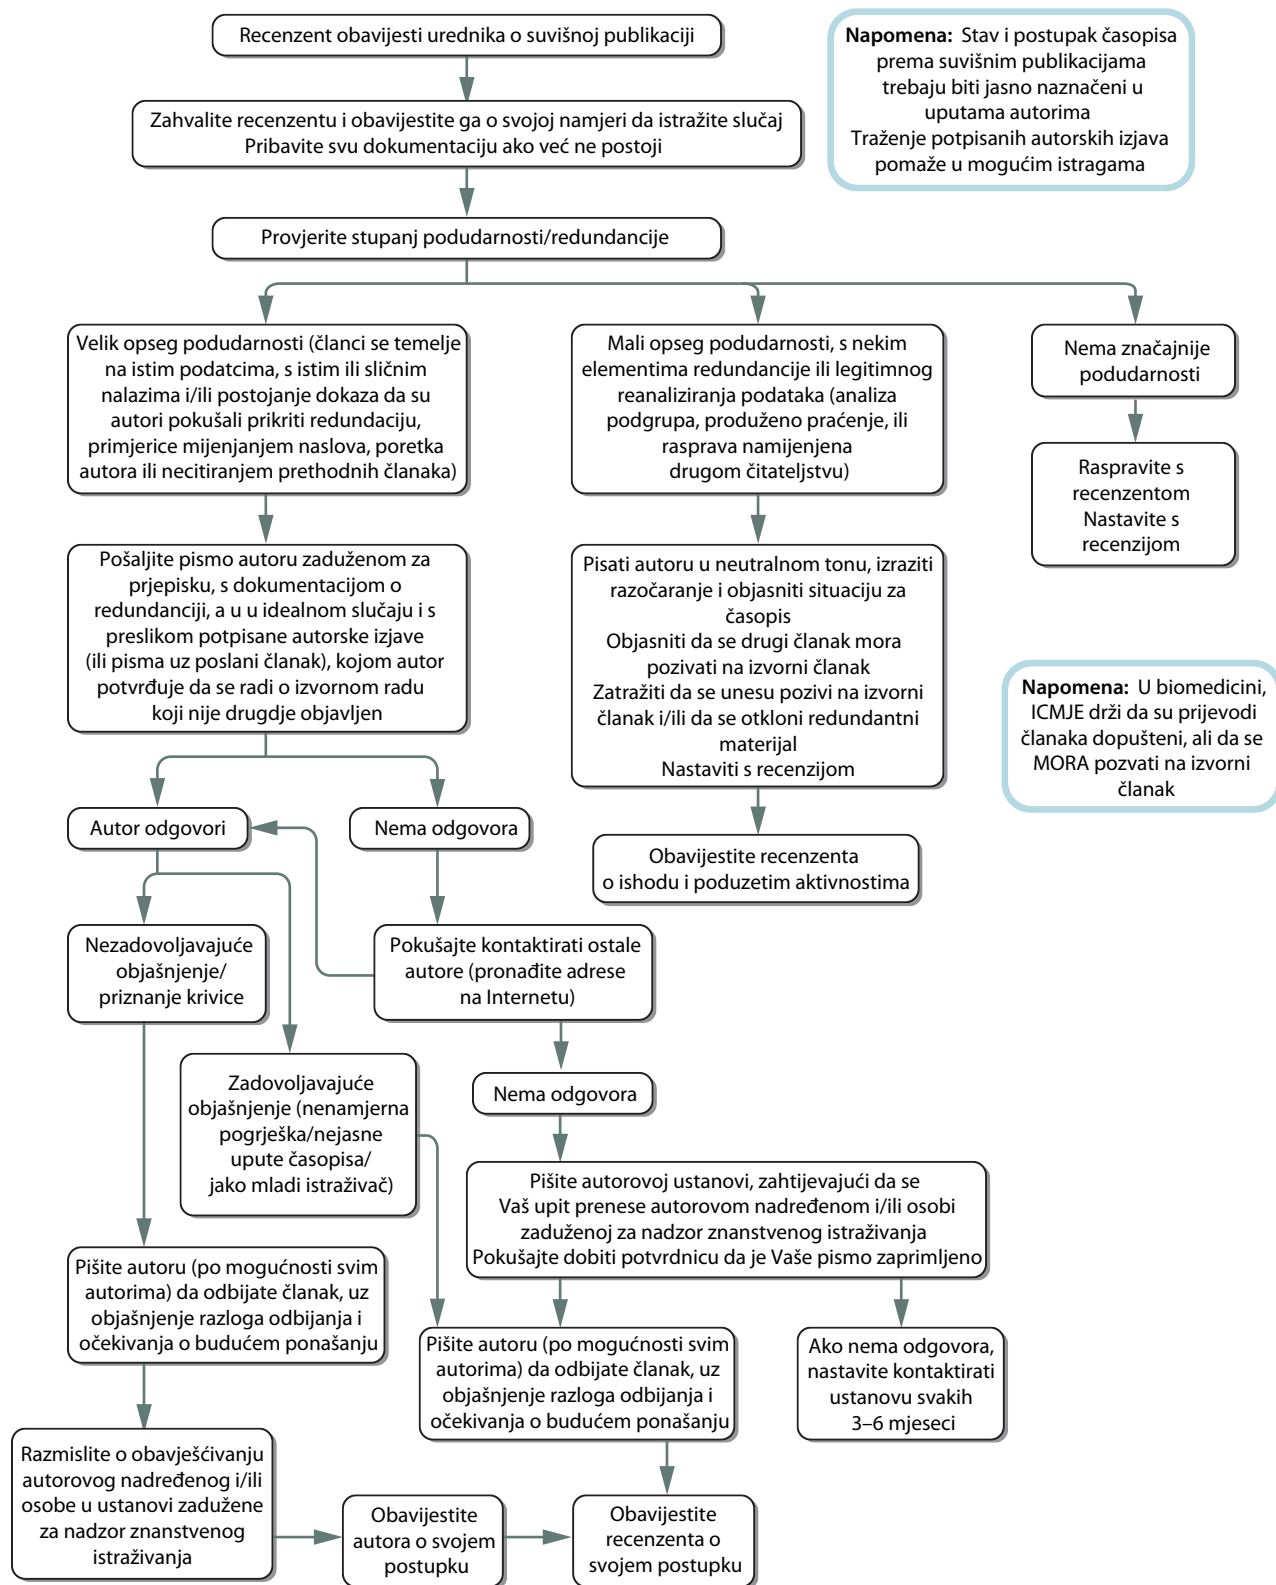 Recenzent obavijesti urednika o suvišnoj publikaciji
Napomena: Stav i postupak časopisa
prema suvišnim publikacijama
trebaju biti jasno naznačeni u
uputama autorima
Traženje potpisanih autorskih izjava
pomaže u mogućim istragama
Zahvalite recenzentu i obavijestite ga o svojoj namjeri da istražite slučaj
Pribavite svu dokumentaciju ako već ne postoji
Provjerite stupanj podudarnosti/redundancije
Velik opseg podudarnosti (članci se temelje
na istim podatcima, s istim ili sličnim
nalazima i/ili postojanje dokaza da su
autori pokušali prikriti redundaciju,
primjerice mijenjanjem naslova, poretka
autora ili necitiranjem prethodnih članaka)
Mali opseg podudarnosti, s nekim
elementima redundancije ili legitimnog
reanaliziranja podataka (analiza
podgrupa, produženo praćenje, ili
rasprava namijenjena
drugom čitateljstvu)
Nema značajnije
podudarnosti
Raspravite s
recenzentom
Nastavite s
recenzijom
Pošaljite pismo autoru zaduženom za
prjepisku, s dokumentacijom o
redundanciji, a u u idealnom slučaju i s
preslikom potpisane autorske izjave
(ili pisma uz poslani članak), kojom autor
potvrđuje da se radi o izvornom radu
koji nije drugdje objavljen
Pisati autoru u neutralnom tonu, izraziti
razočaranje i objasniti situaciju za
časopis
Objasniti da se drugi članak mora
pozivati na izvorni članak
Zatražiti da se unesu pozivi na izvorni
članak i/ili da se otkloni redundantni
materijal
Nastaviti s recenzijom
Napomena: U biomedicini,
ICMJE drži da su prijevodi
članaka dopušteni, ali da se
MORA pozvati na izvorni
članak
Autor odgovori
Nema odgovora
Obavijestite recenzenta
o ishodu i poduzetim aktivnostima
Nezadovoljavajuće
objašnjenje/
priznanje krivice
Pokušajte kontaktirati ostale
autore (pronađite adrese
na Internetu)
Zadovoljavajuće
objašnjenje (nenamjerna
pogrješka/nejasne
upute časopisa/
jako mladi istraživač)
Nema odgovora
Pišite autorovoj ustanovi, zahtijevajući da se
Vaš upit prenese autorovom nadređenom i/ili osobi
zaduženoj za nadzor znanstvenog istraživanja
Pokušajte dobiti potvrdnicu da je Vaše pismo zaprimljeno
Pišite autoru (po mogućnosti svim
autorima) da odbijate članak, uz
objašnjenje razloga odbijanja i
očekivanja o budućem ponašanju
Pišite autoru (po mogućnosti svim
autorima) da odbijate članak, uz
objašnjenje razloga odbijanja i
očekivanja o budućem ponašanju
Ako nema odgovora,
nastavite kontaktirati
ustanovu svakih
3–6 mjeseci
Razmislite o obavješćivanju
autorovog nadređenog i/ili
osobe u ustanovi zadužene
za nadzor znanstvenog
istraživanja
Obavijestite
autora o svojem
postupku
Obavijestite
recenzenta o
svojem postupku